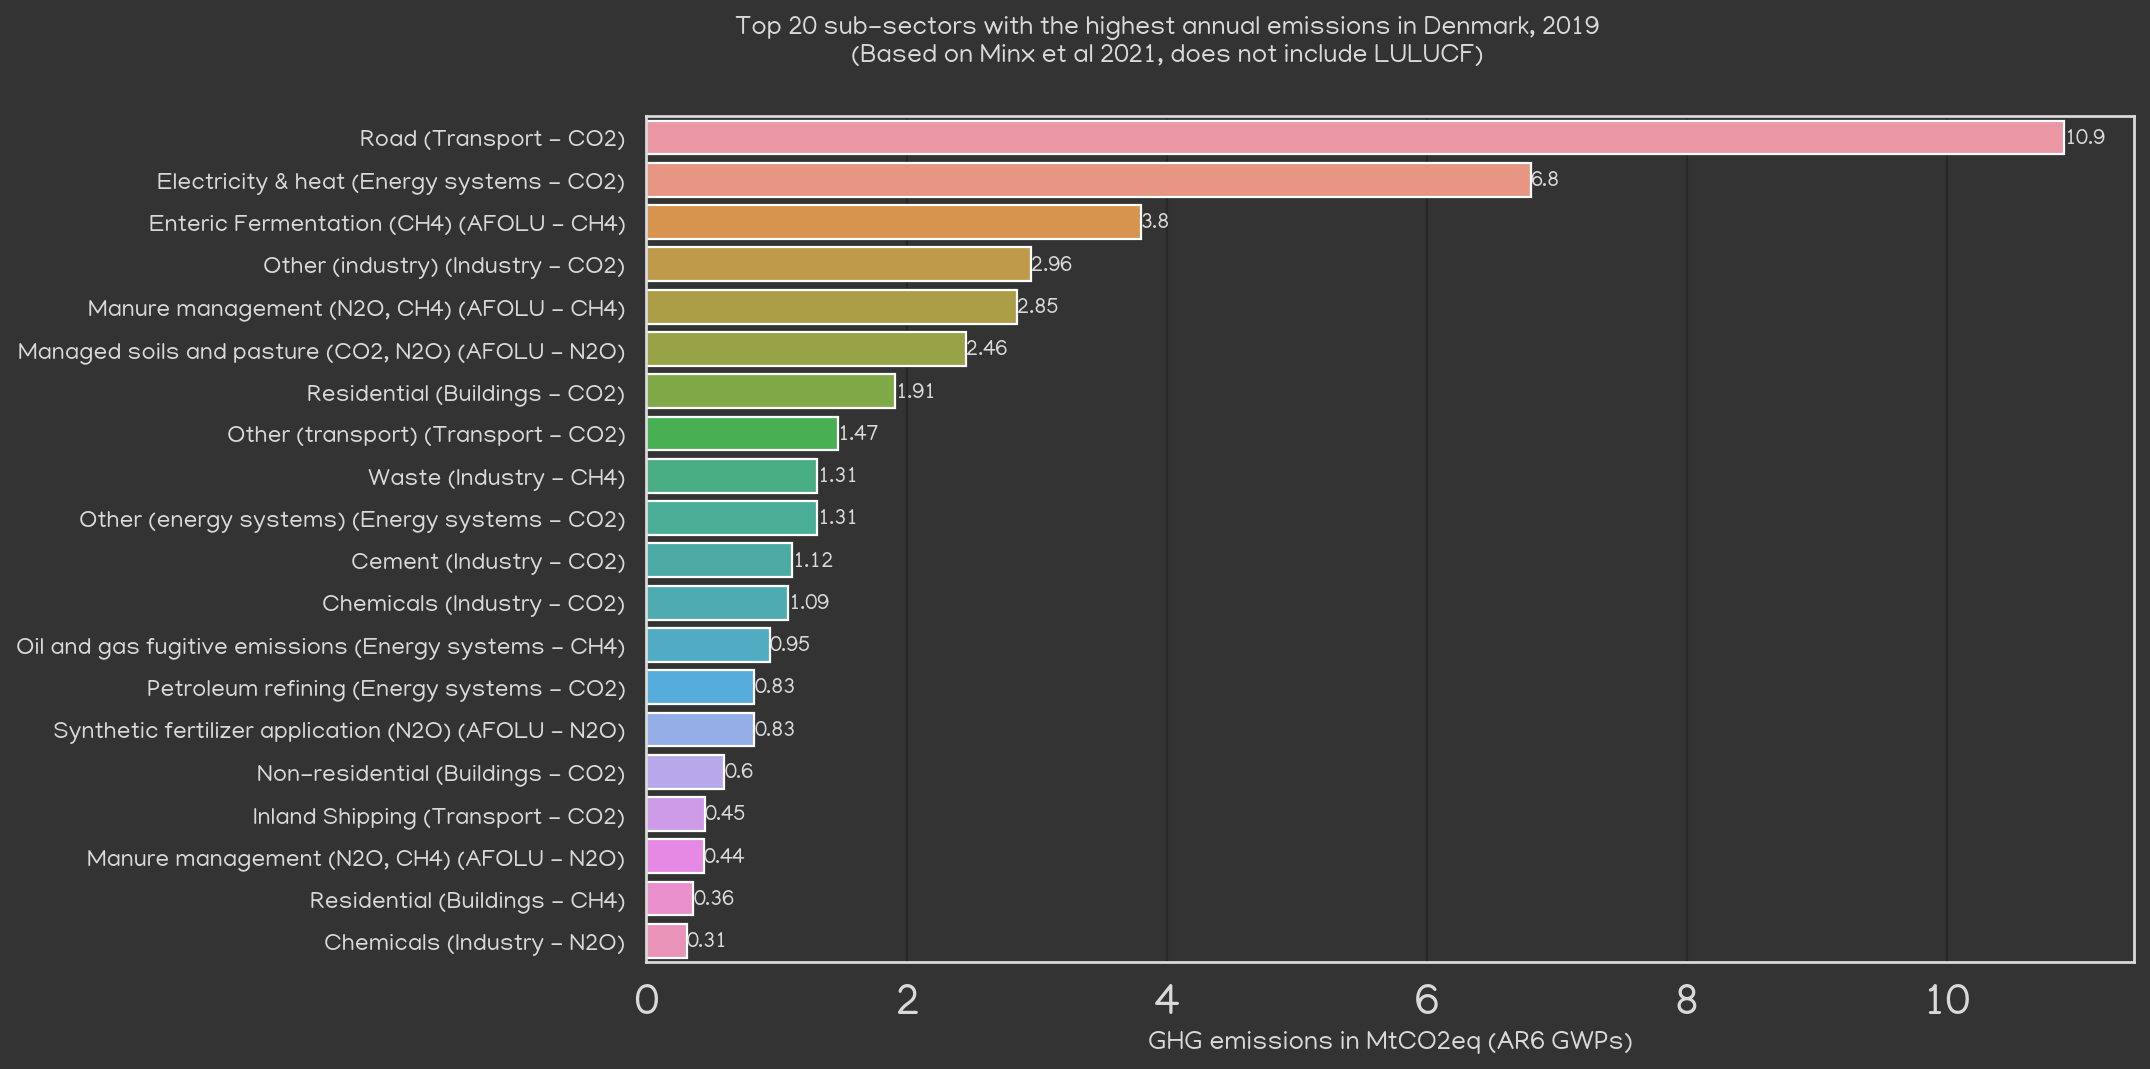 Top 20 sub-sectors with the highest annual emissions in Denmark, 2019
(Based on Minx et al 2021, does not include LULUCF)
Road (Transport - CO2) 10.9
Electricity & heat (Energy systems - CO2) 6.8
Enteric Fermentation (CH4) (AFOLU - CH4) 3.8
Other (industry) (Industry - CO2) 2.96
Manure management (N2O, CH4) (AFOLU - CH4) 2.85
Managed soils and pasture (CO2, N2O) (AFOLU - N2O) 2.46
Residential (Buildings - CO2) 1.91
Other (transport) (Transport - CO2) 1.47
Waste (Industry - CH4) 1.31
Other (energy systems) (Energy systems - CO2) 1.31
Cement (Industry - CO2) 1.12
Chemicals (Industry - CO2) 1.09
Oil and gas fugitive emissions (Energy systems - CH4) 0.95
Petroleum refining (Energy systems - CO2) 0.83
Synthetic fertilizer application (N2O) (AFOLU - N2O) 0.83
Non-residential (Buildings - CO2) 0.6
Inland Shipping (Transport - CO2) 0.45
Manure management (N2O, CH4) (AFOLU - N2O) 0.44
Residential (Buildings - CH4) 0.36
Chemicals (Industry - N2O) 0.31
0 2 4 6 8 10
GHG emissions in MtCO2eq (AR6 GWPs)